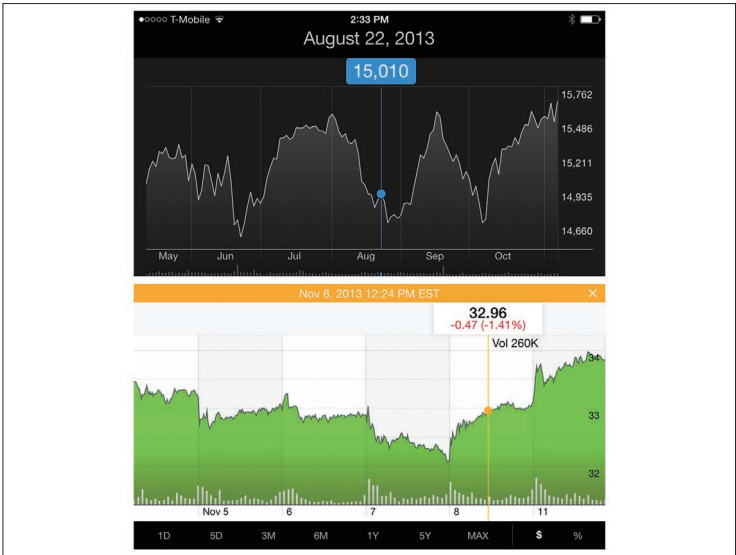 T-Mobile 2:33 PM
August 22, 2013
15,010
15,762
15,486
15,211
14,935
14,660
May Jun Jul Aug Sep Oct
Nov 8, 2013 12:24 PM EST ×
32.96
-0.47 (-1.41%)
Vol 260K
34
33
32
Nov 5 6 7 8 11
1D 5D 3M 6M 1Y 5Y MAX $ %